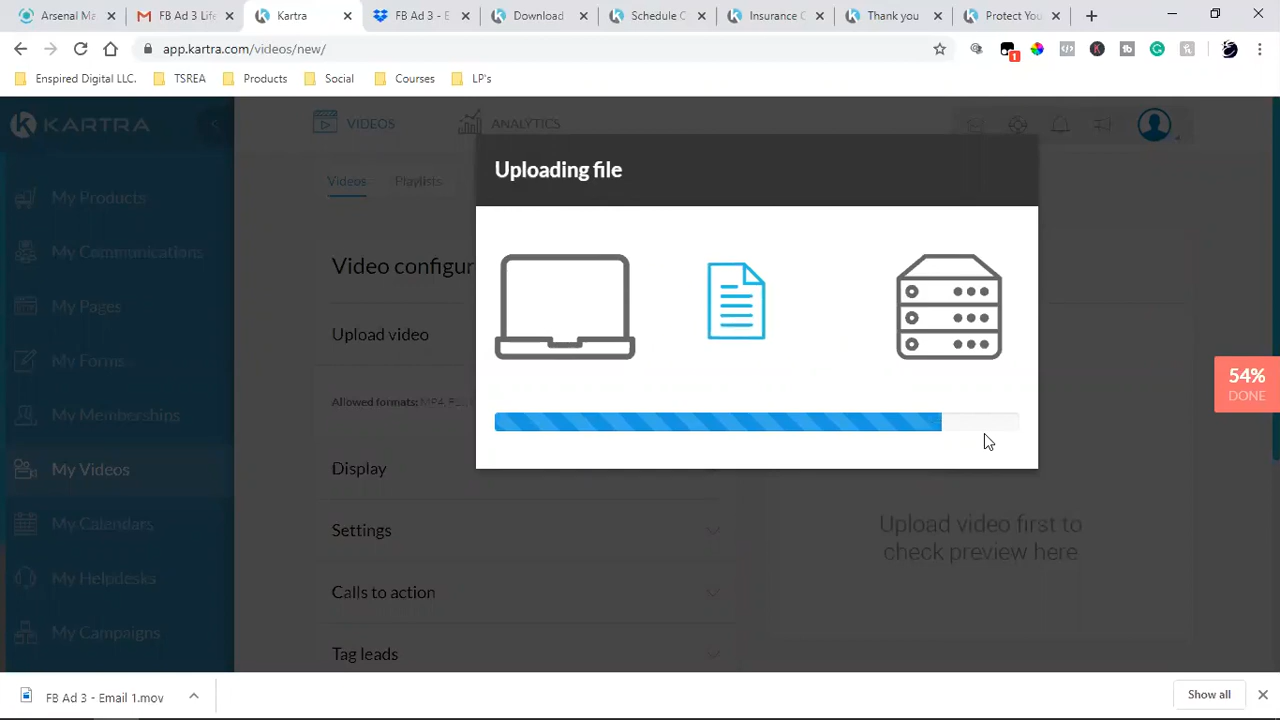 Arsenal Ma
FB Ad 3 Life
Kartra
FB Ad 3 - E
Download
Schedule C
Insurance C
Thank you
Protect You
app.kartra.com/videos/new/
1
Enspired Digital LLC.
TSREA
Products
Social
Courses
LP's
KARTRA
VIDEOS
ANALYTICS
Uploading file
My Products
Videos
Playlists
My Communications
Video configur
My Pages
Upload video
My Forms
54%
DONE
Allowed formats: MP4,
My Memberships
My Videos
Display
My Calendars
Settings
Upload video first to
check preview here
My Helpdesks
Calls to action
My Campaigns
Tag leads
FB Ad 3 - Email 1.mov
Show all